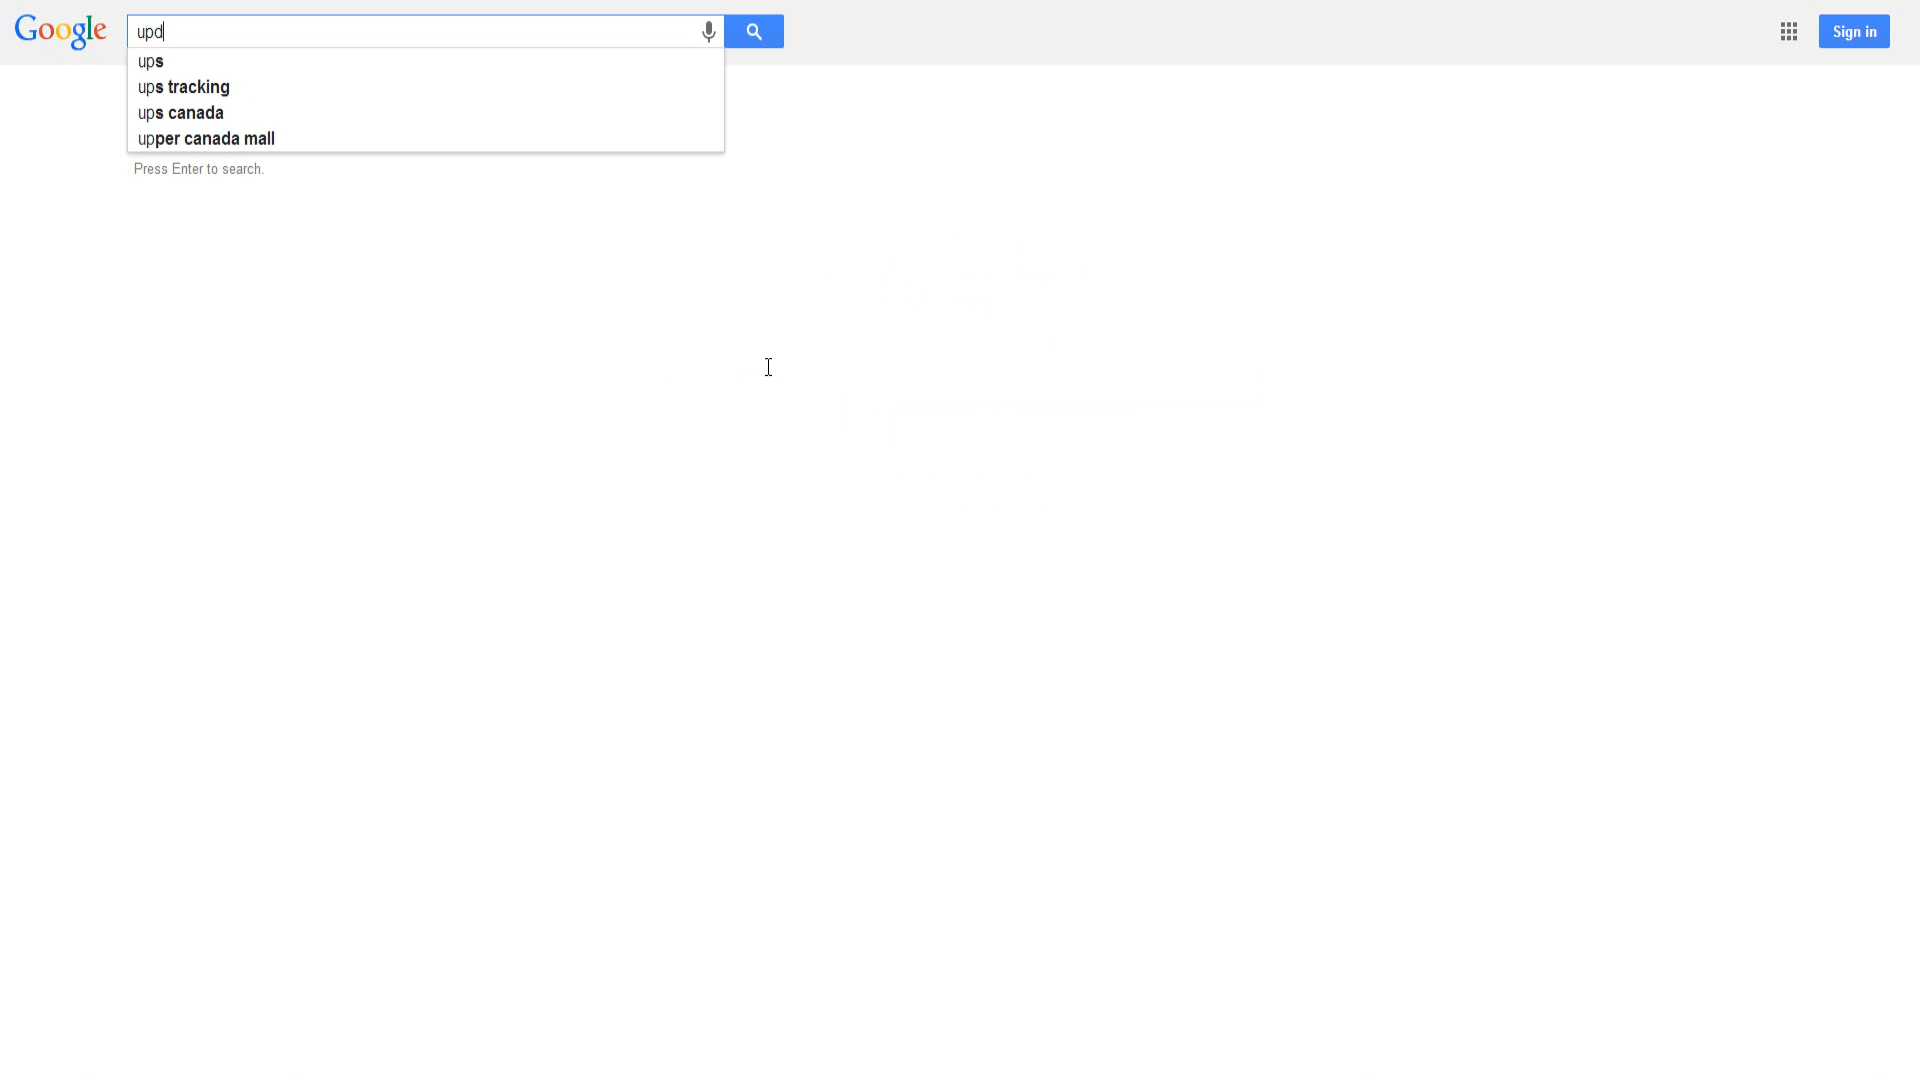 Google
upd
Sign in
ups
ups tracking
ups canada
upper canada mall
Press Enter to search.